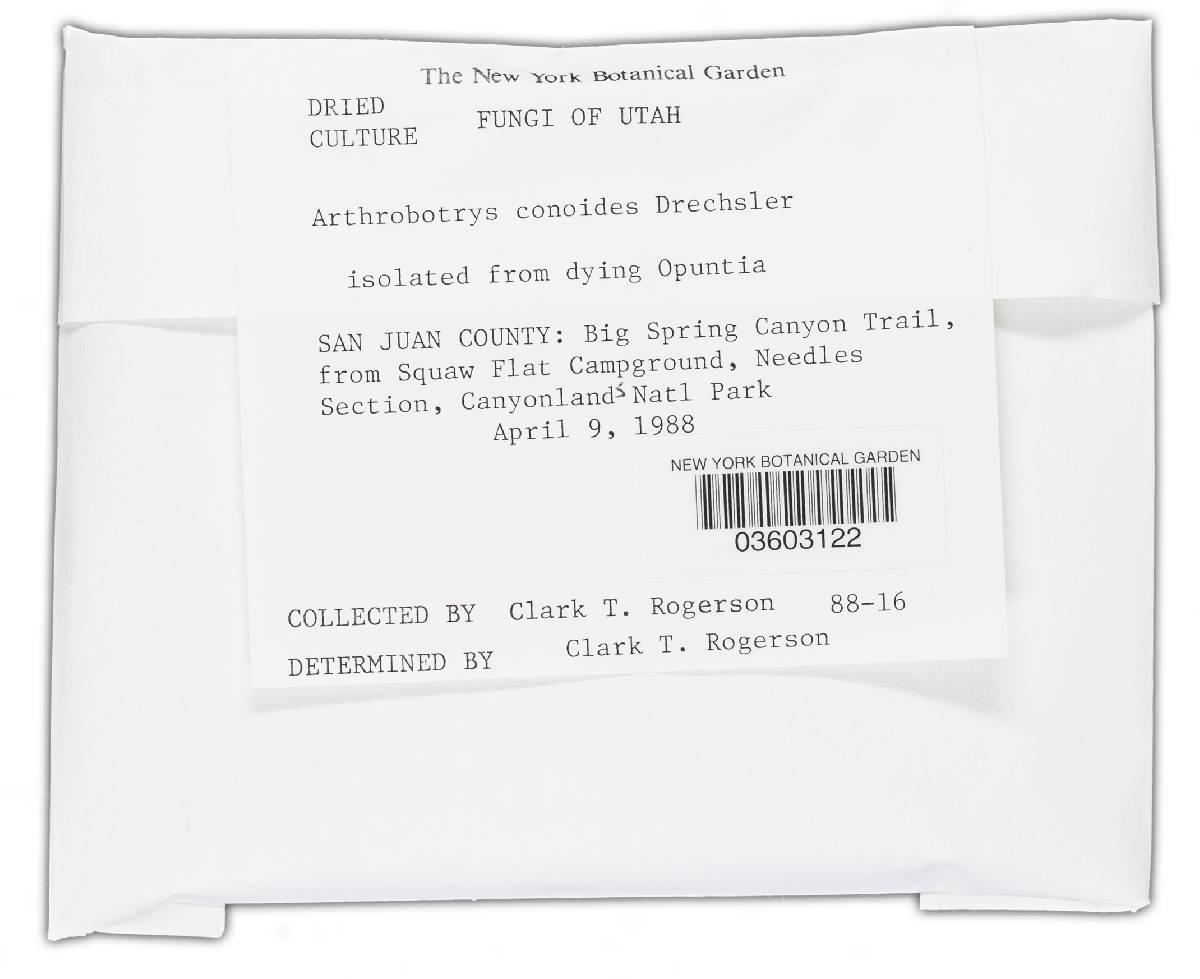 The New York Botanical Garden
DRIED
CULTURE
FUNGI OF UTAH
Arthrobotrys conoides Drechsler
isolated from dying Opuntia
SAN JUAN COUNTY: Big Spring Canyon Trail,
from Squaw Flat Campground, Needles
Section, Canyonlands Natl Park
April 9, 1988
NEW YORK BOTANICAL GARDEN
03603122
COLLECTED BY Clark T. Rogerson 88-16
DETERMINED BY Clark T. Rogerson